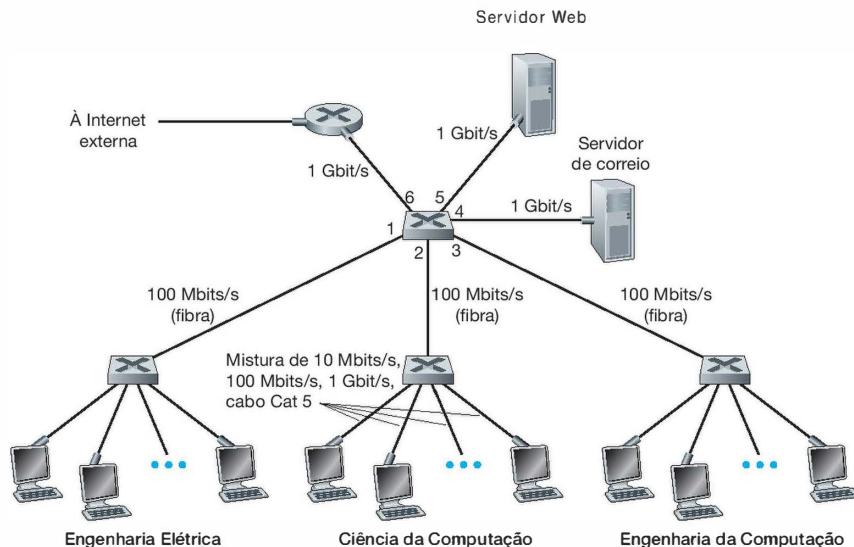 Servidor Web
À Internet
externa
1 Gbit/s
1 Gbit/s
Servidor
de correio
1 Gbit/s
6
5
4
1
2
3
100 Mbits/s
(fibra)
100 Mbits/s
(fibra)
100 Mbits/s
(fibra)
Mistura de 10 Mbits/s,
100 Mbits/s, 1 Gbit/s,
cabo Cat 5
Engenharia Elétrica
Ciência da Computação
Engenharia da Computação